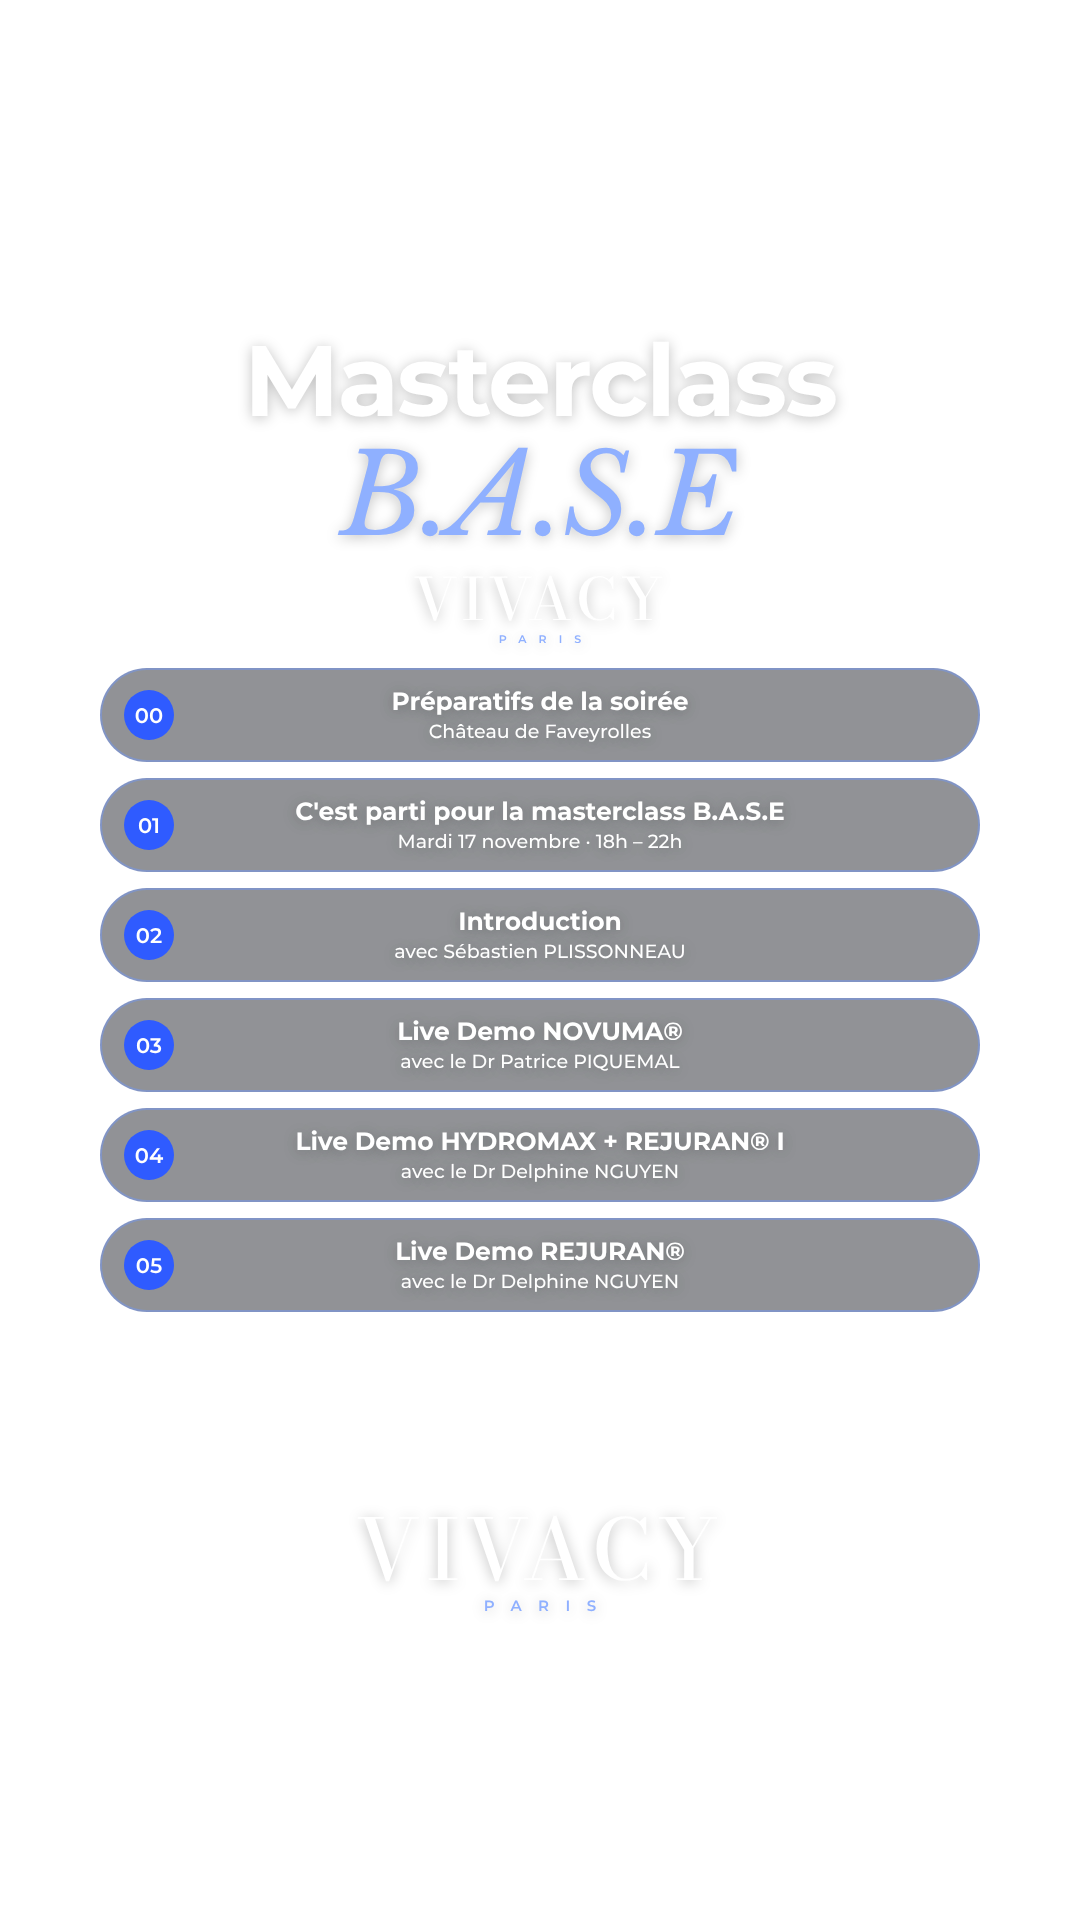 Masterclass
B.A.S.E
VIVACY
PARIS
00
Préparatifs de la soirée
Château de Faveyrolles
01
C'est parti pour la masterclass B.A.S.E
Mardi 17 novembre · 18h – 22h
02
Introduction
avec Sébastien PLISSONNEAU
03
Live Demo NOVUMA®
avec le Dr Patrice PIQUEMAL
04
Live Demo HYDROMAX + REJURAN® I
avec le Dr Delphine NGUYEN
05
Live Demo REJURAN®
avec le Dr Delphine NGUYEN
VIVACY
PARIS